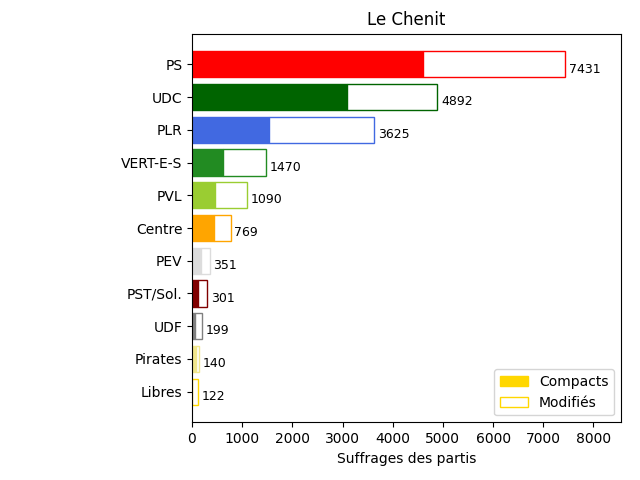 Le Chenit
PS 7431
UDC 4892
PLR 3625
VERT-E-S 1470
PVL 1090
Centre 769
PEV 351
PST/Sol. 301
UDF 199
Pirates 140
Libres 122
Compacts
Modifiés
0 1000 2000 3000 4000 5000 6000 7000 8000
Suffrages des partis